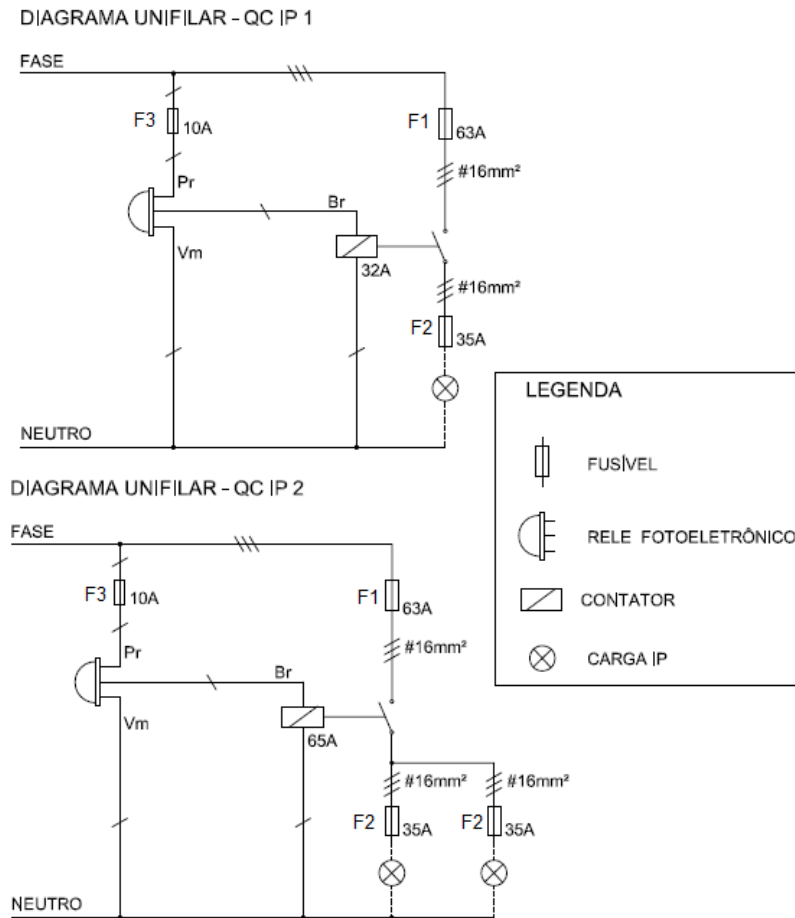 DIAGRAMA UNIFILAR - QC IP 1
FASE
F3
10A
F1
63A
#16mm²
Pr
Br
Vm
32A
#16mm²
F2
35A
NEUTRO
LEGENDA
FUSÍVEL
RELE FOTOELETRÔNICO
CONTATOR
CARGA IP
DIAGRAMA UNIFILAR - QC IP 2
FASE
F3
10A
F1
63A
#16mm²
Pr
Br
Vm
65A
#16mm²
#16mm²
F2
35A
F2
35A
NEUTRO